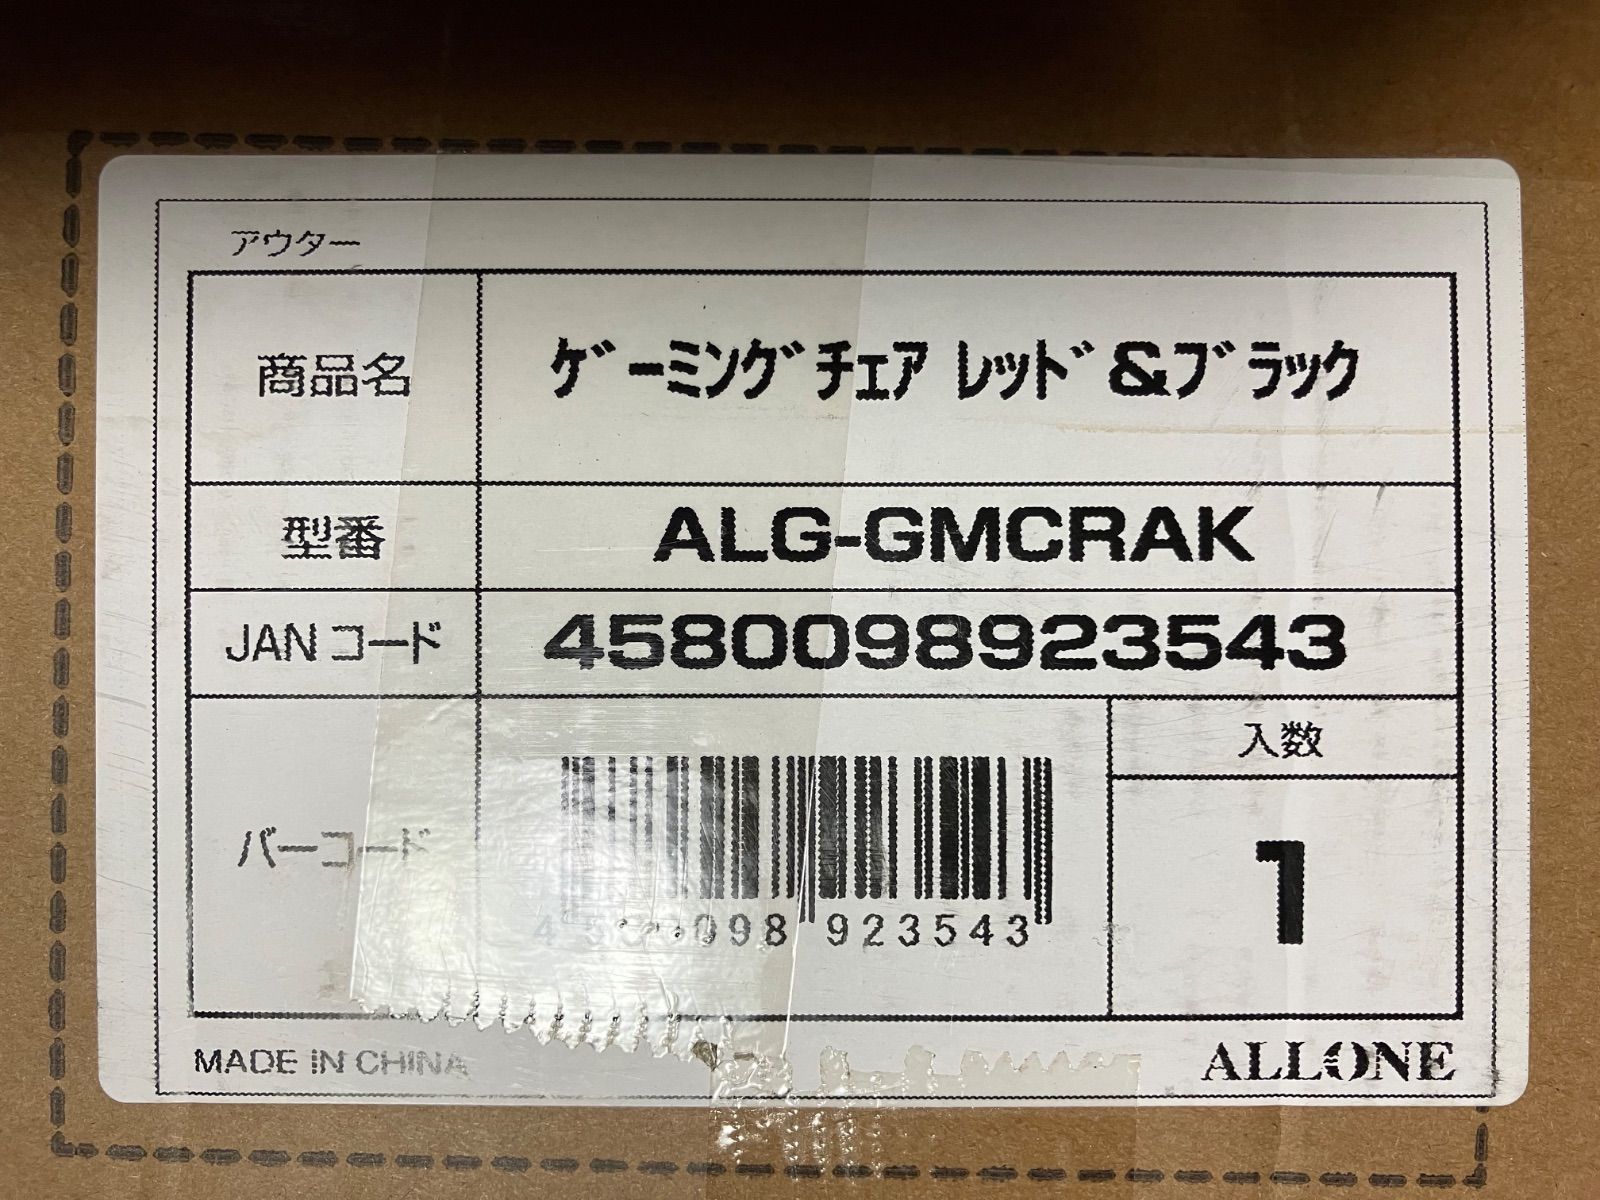 アウター
商品名 ゲーミングチェア レッド&ブラック
型番 ALG-GMCRAK
JANコード 4580098923543
バーコード
入数
1
098 923543
MADE IN CHINA
ALLONE